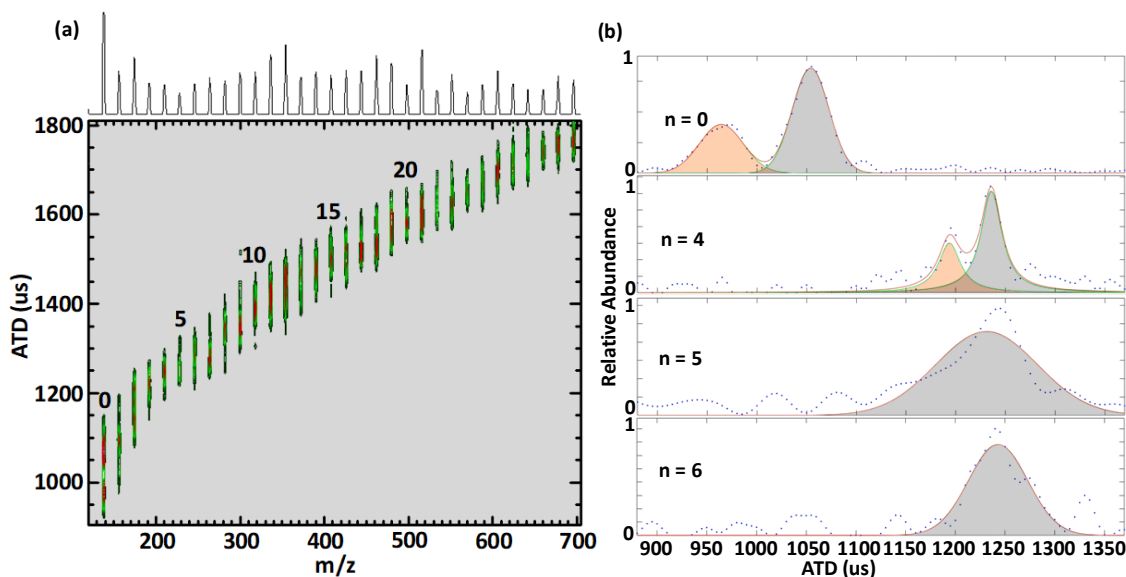 (a)
1800
1600
1400
1200
1000
ATD (us)
0
5
10
15
20
200 300 400 500 600 700
m/z
(b)
Relative Abundance
1
n = 0
0
1
n = 4
0
1
n = 5
0
1
n = 6
0
900 950 1000 1050 1100 1150 1200 1250 1300 1350
ATD (us)